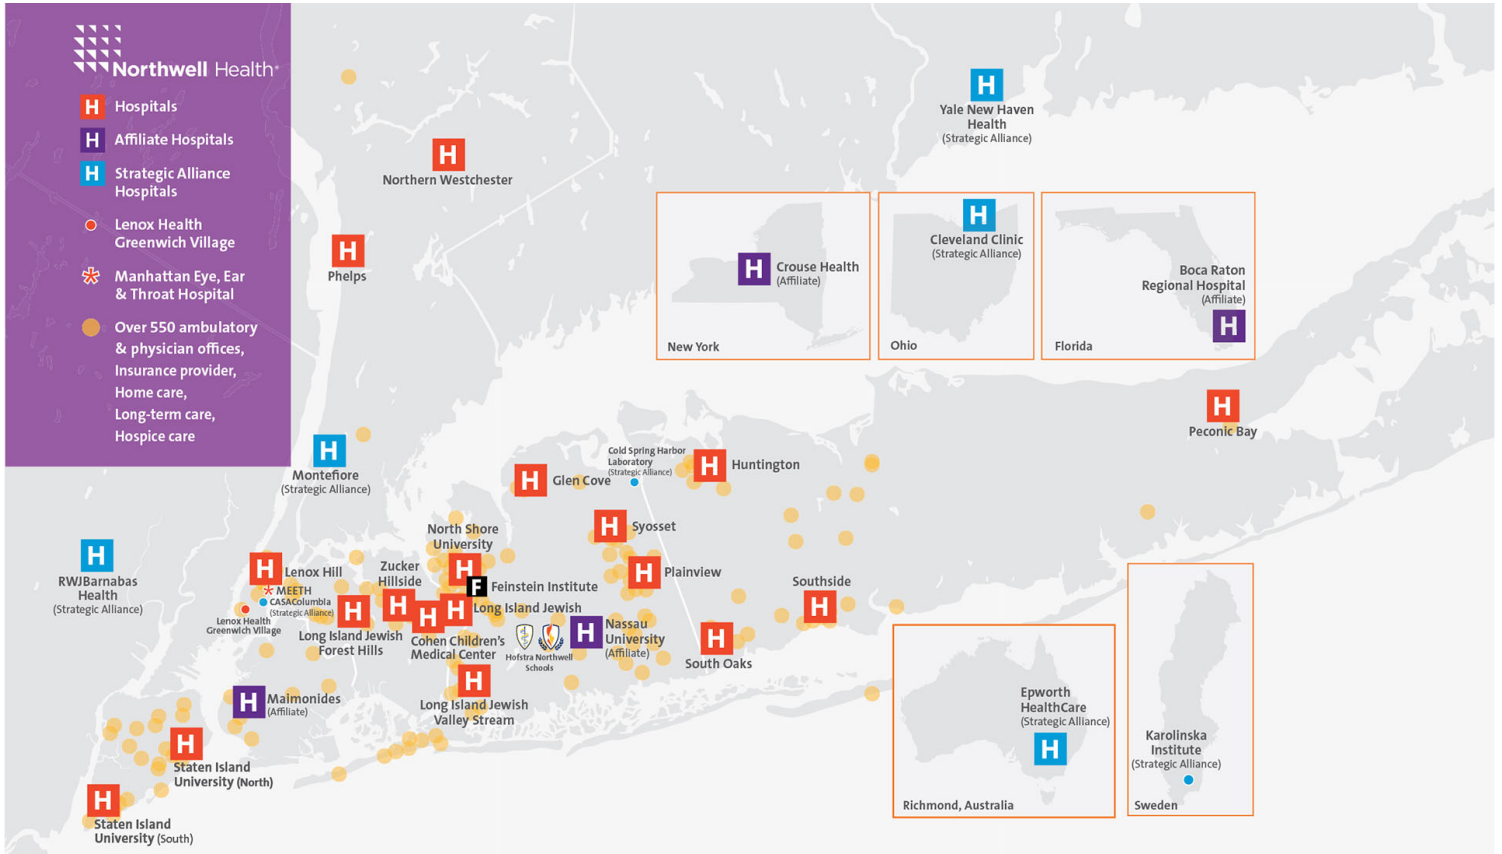 Northwell Health®
H Hospitals
H Affiliate Hospitals
H Strategic Alliance
Hospitals
Lenox Health
Greenwich Village
Manhattan Eye, Ear
& Throat Hospital
Over 550 ambulatory
& physician offices,
Insurance provider,
Home care,
Long-term care,
Hospice care
H
Northern Westchester
H
Phelps
H
Yale New Haven
Health
(Strategic Alliance)
H
Crouse Health
(Affiliate)
New York
H
Cleveland Clinic
(Strategic Alliance)
Ohio
Boca Raton
Regional Hospital
(Affiliate)
H
Florida
H
Peconic Bay
H
Montefiore
(Strategic Alliance)
H
Glen Cove
Cold Spring Harbor
Laboratory
(Strategic Alliance)
H
Huntington
H
Syosset
H
Plainview
North Shore
University
H
F
Feinstein Institute
H
RWJBarnabas
Health
(Strategic Alliance)
H
Lenox Hill
MEETH
CASAColumbia
(Strategic Alliance)
Lenox Health
Greenwich Village
Zucker
Hillside
H
H
Long Island Jewish
Forest Hills
H
Cohen Children's
Medical Center
H
Long Island Jewish
Hofstra Northwell
Schools
H
Nassau
University
(Affiliate)
Southside
H
H
South Oaks
H
Long Island Jewish
Valley Stream
H
Maimonides
(Affiliate)
H
Staten Island
University (North)
H
Staten Island
University (South)
Epworth
HealthCare
(Strategic Alliance)
H
Richmond, Australia
Karolinska
Institute
(Strategic Alliance)
Sweden